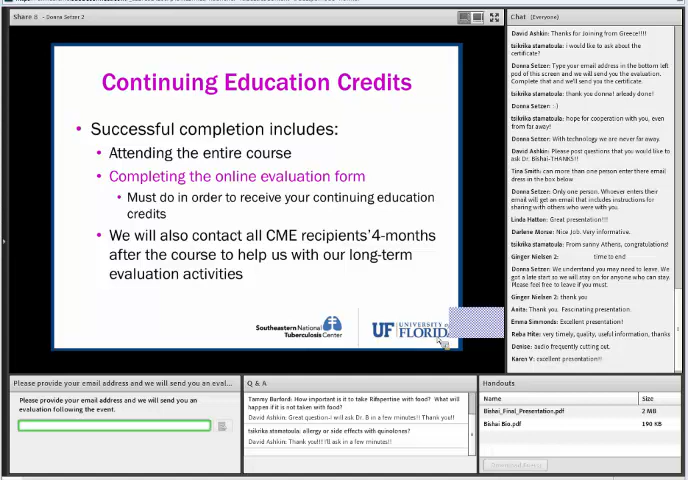 Share 8 - Donna Setzer 2
Continuing Education Credits
• Successful completion includes:
• Attending the entire course
• Completing the online evaluation form
• Must do in order to receive your continuing education
credits
• We will also contact all CME recipients' 4-months
after the course to help us with our long-term
evaluation activities
Southeastern National
Tuberculosis Center
UF UNIVERSITY of
FLORIDA
Chat (Everyone)
David Ashkin: Thanks for Joining from Greece!!!!
tsikrika stamatoula: i would like to ask about the
certificate?
Donna Setzer: Type your email address in the bottom left
pod of this screen and we will send you the evaluation.
Complete that and we'll send you the certificate.
tsikrika stamatoula: thank you donna! arleady done!
Donna Setzer: :)
tsikrika stamatoula: hope for cooperation with you, even
from far away!
Donna Setzer: With technology we are never far away.
David Ashkin: Please post questions that you would like to
ask Dr. Bishai-THANKS!!
Tina Smith: can more than one person enter there email
dress in the box below
Donna Setzer: Only one person. Whoever enters their
email will get an email that includes instructions for
sharing with others who were with you.
Linda Hatton: Great presentation!!!
Darlene Morse: Nice Job. Very informative.
tsikrika stamatoula: From sunny Athens, congratulations!
Ginger Nielsen 2: time to end
Donna Setzer: We understand you may need to leave. We
got a late start so we will stay on for anyone who can stay.
Please feel free to leave if you must.
Ginger Nielsen 2: thank you
Anita: Thank you. Fascinating presentation.
Emma Simmonds: Excellent presentation!
Reba Hite: very timely, quality, useful information, thanks
Denise: audio frequently cutting out.
Karen V: excellent presentation!!
Please provide your email address and we will send you an eval...
Please provide your email address and we will send you an
evaluation following the event.
Q & A
Tammy Burford: How important is it to take Rifapentine with food? What will
happen if it is not taken with food?
David Ashkin: Great question-I will ask Dr. B in a few minutes!! Thank you!!
tsikrika stamatoula: allergy or side effects with quinolones?
David Ashkin: Thank you!!!! I'll ask in a few minutes!!
Handouts
Name Size
Bishai_Final_Presentation.pdf 2 MB
Bishai Bio.pdf 190 KB